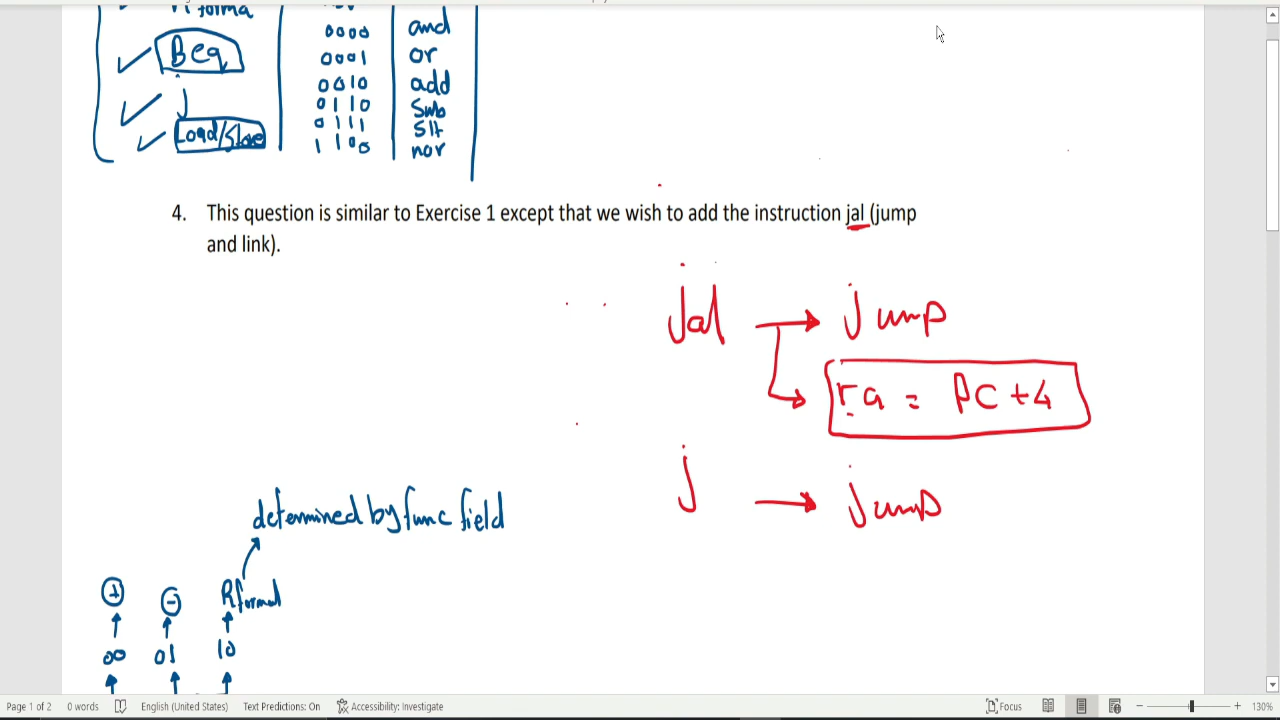 0000 and
Beq 0001 or
0010 add
j 0110 Sub
Load/Store 0111 Slt
1100 nor
4. This question is similar to Exercise 1 except that we wish to add the instruction jal (jump
and link).
jal → jump
ra = PC + 4
j → jump
determined by func field
+ - Rformat
00 01 10
Page 1 of 2 0 words English (United States) Text Predictions: On Accessibility: Investigate Focus 130%